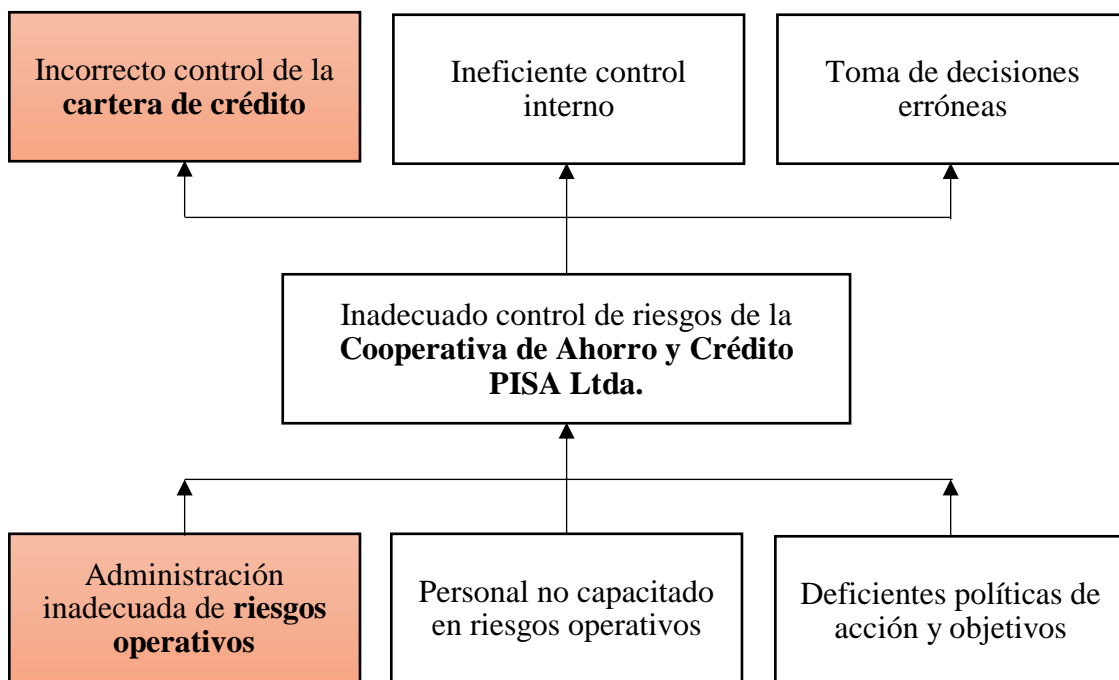 Incorrecto control de la
cartera de crédito
Ineficiente control
interno
Toma de decisiones
erróneas
Inadecuado control de riesgos de la
Cooperativa de Ahorro y Crédito
PISA Ltda.
Administración
inadecuada de riesgos
operativos
Personal no capacitado
en riesgos operativos
Deficientes políticas de
acción y objetivos